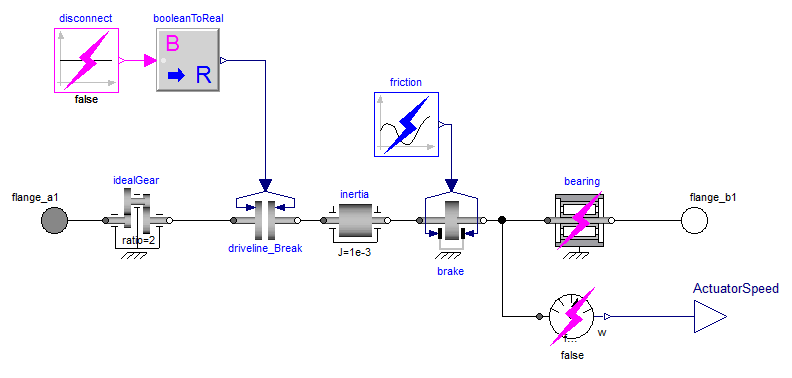 disconnect
booleanToReal
B
R
false
friction
flange_a1
idealGear
ratio=2
driveline_Break
inertia
J=1e-3
brake
bearing
flange_b1
ActuatorSpeed
w
false